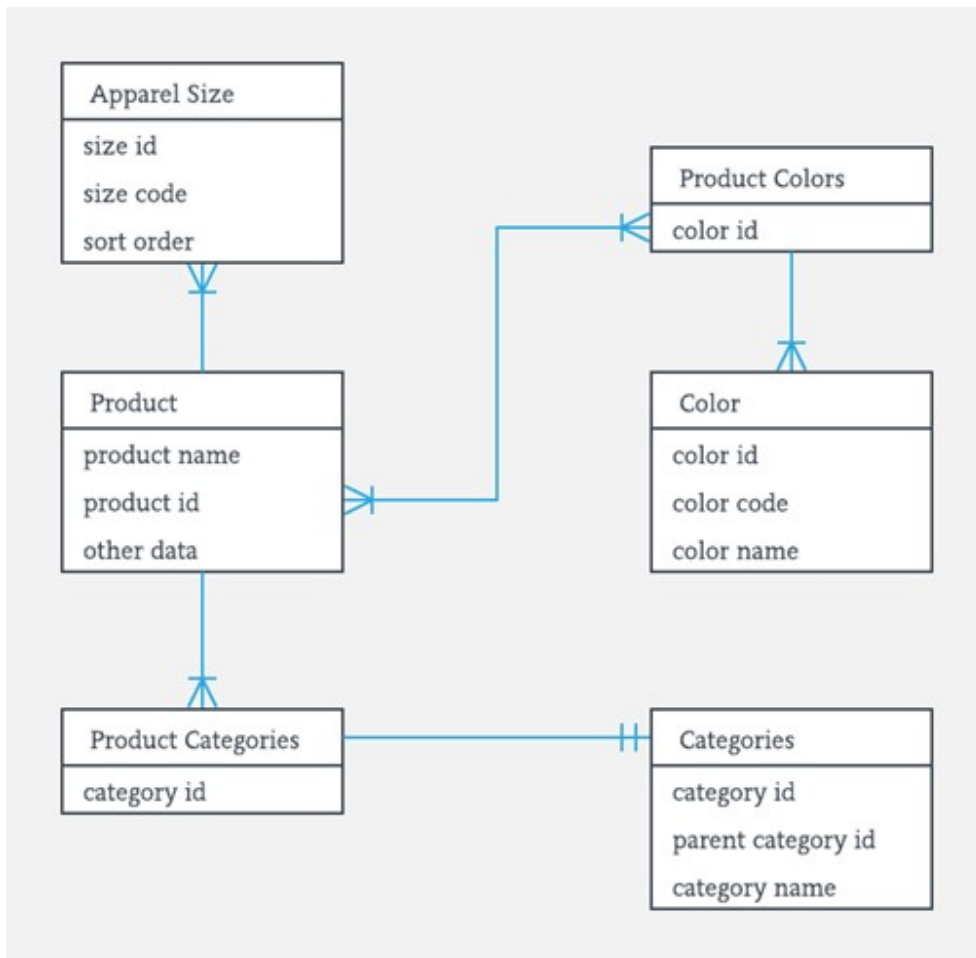 Apparel Size
size id
size code
sort order
Product
product name
product id
other data
Product Categories
category id
Product Colors
color id
Color
color id
color code
color name
Categories
category id
parent category id
category name